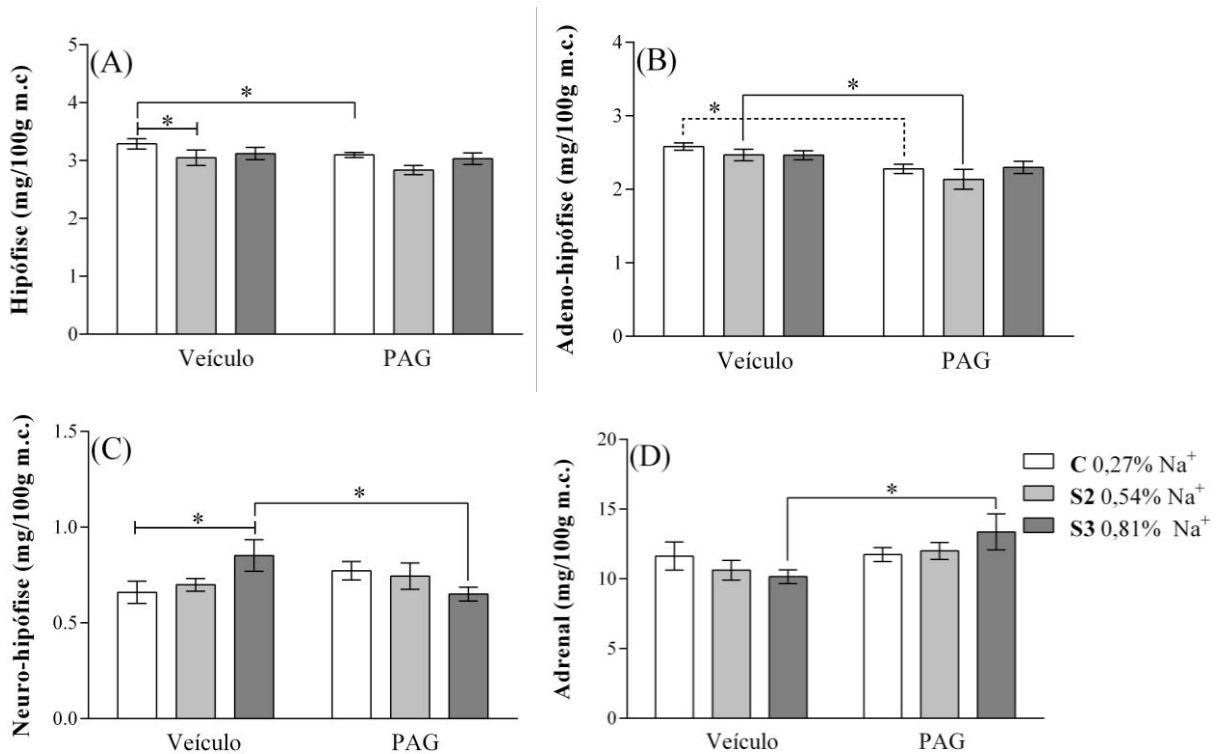 (A)
Hipófise (mg/100g m.c)
5
4
3
2
1
0
*
*
Veículo
PAG
(B)
Adeno-hipófise (mg/100g m.c.)
4
3
2
1
0
*
*
Veículo
PAG
(C)
Neuro-hipófise (mg/100g m.c.)
1.5
1.0
0.5
0.0
*
*
Veículo
PAG
(D)
Adrenal (mg/100g m.c.)
20
15
10
5
0
*
Veículo
PAG
C 0,27% Na⁺
S2 0,54% Na⁺
S3 0,81% Na⁺